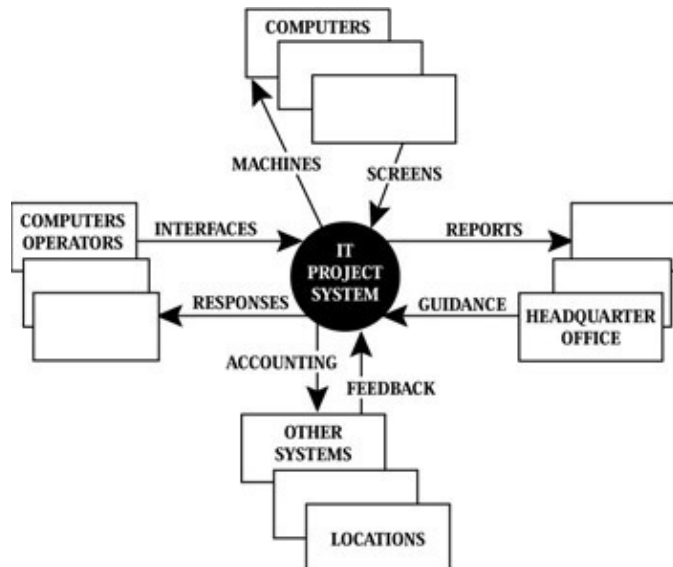 COMPUTERS
MACHINES
SCREENS
COMPUTERS
OPERATORS
INTERFACES
IT
PROJECT
SYSTEM
REPORTS
RESPONSES
GUIDANCE
HEADQUARTER
OFFICE
ACCOUNTING
FEEDBACK
OTHER
SYSTEMS
LOCATIONS